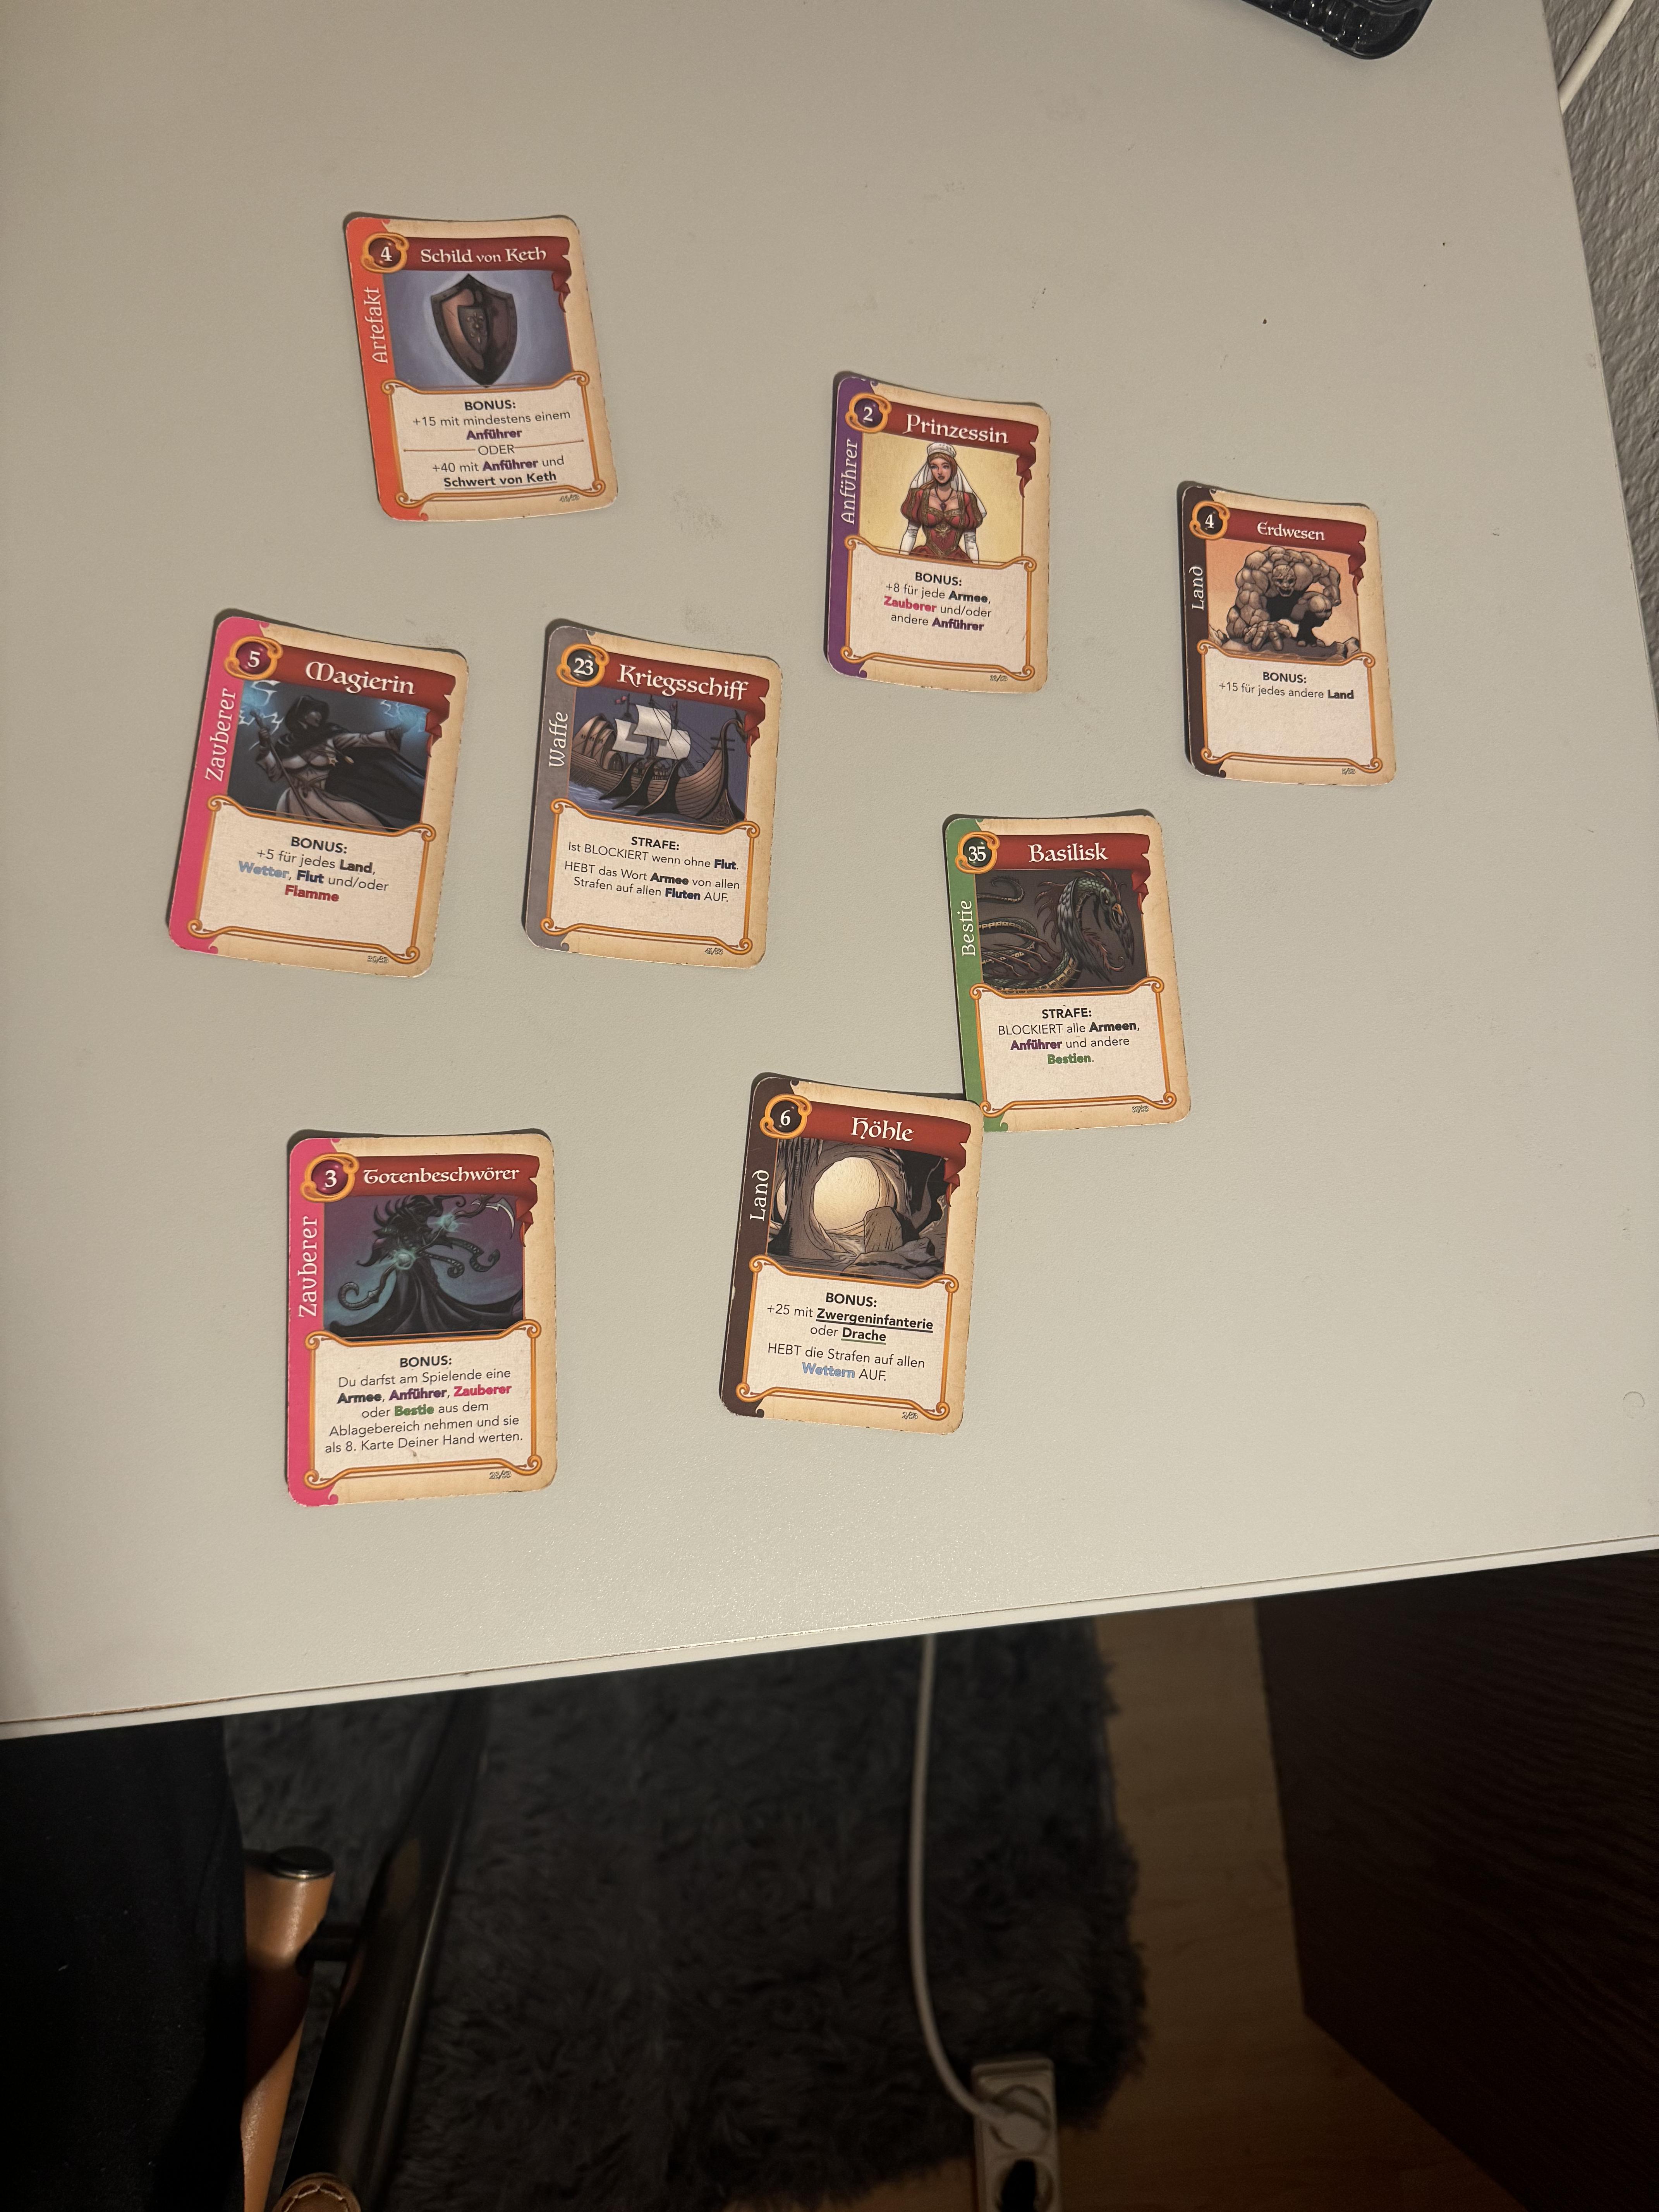 4
Schild von Keth
Artefakt
BONUS:
+15 mit mindestens einem
Anführer
ODER
+40 mit Anführer und
Schwert von Keth
2
Prinzessin
Anführer
BONUS:
+8 für jede Armee,
Zauberer und/oder
andere Anführer
4
Erdwesen
Land
BONUS:
+15 für jedes andere Land
5
Magierin
Zauberer
BONUS:
+5 für jedes Land,
Wetter, Flut und/oder
Flamme
23
Kriegsschiff
Waffe
STRAFE:
Ist BLOCKIERT wenn ohne Flut.
HEBT das Wort Armee von allen
Strafen auf allen Fluten AUF.
35
Basilisk
Bestie
STRAFE:
BLOCKIERT alle Armeen,
Anführer und andere
Bestien.
3
Totenbeschwörer
Zauberer
BONUS:
Du darfst am Spielende eine
Armee, Anführer, Zauberer
oder Bestie aus dem
Ablagebereich nehmen und sie
als 8. Karte Deiner Hand werten.
6
Höhle
Land
BONUS:
+25 mit Zwergeninfanterie
oder Drache
HEBT die Strafen auf allen
Wettern AUF.